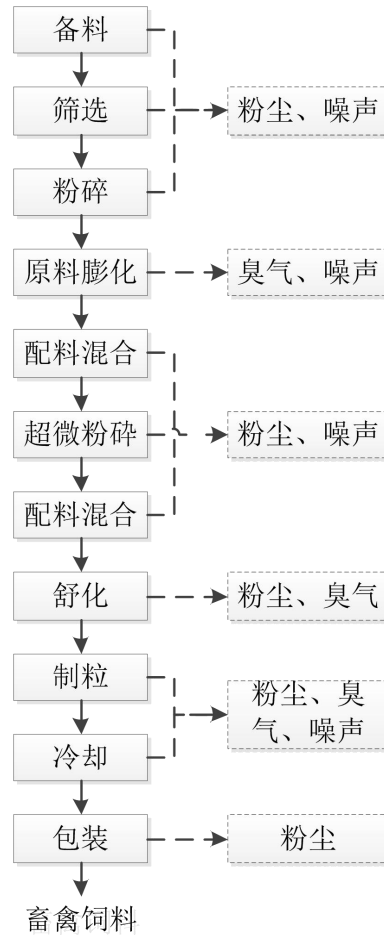 备料
筛选
粉尘、噪声
粉碎
原料膨化
臭气、噪声
配料混合
超微粉碎
粉尘、噪声
配料混合
舒化
粉尘、臭气
制粒
粉尘、臭
气、噪声
冷却
包装
粉尘
畜禽饲料